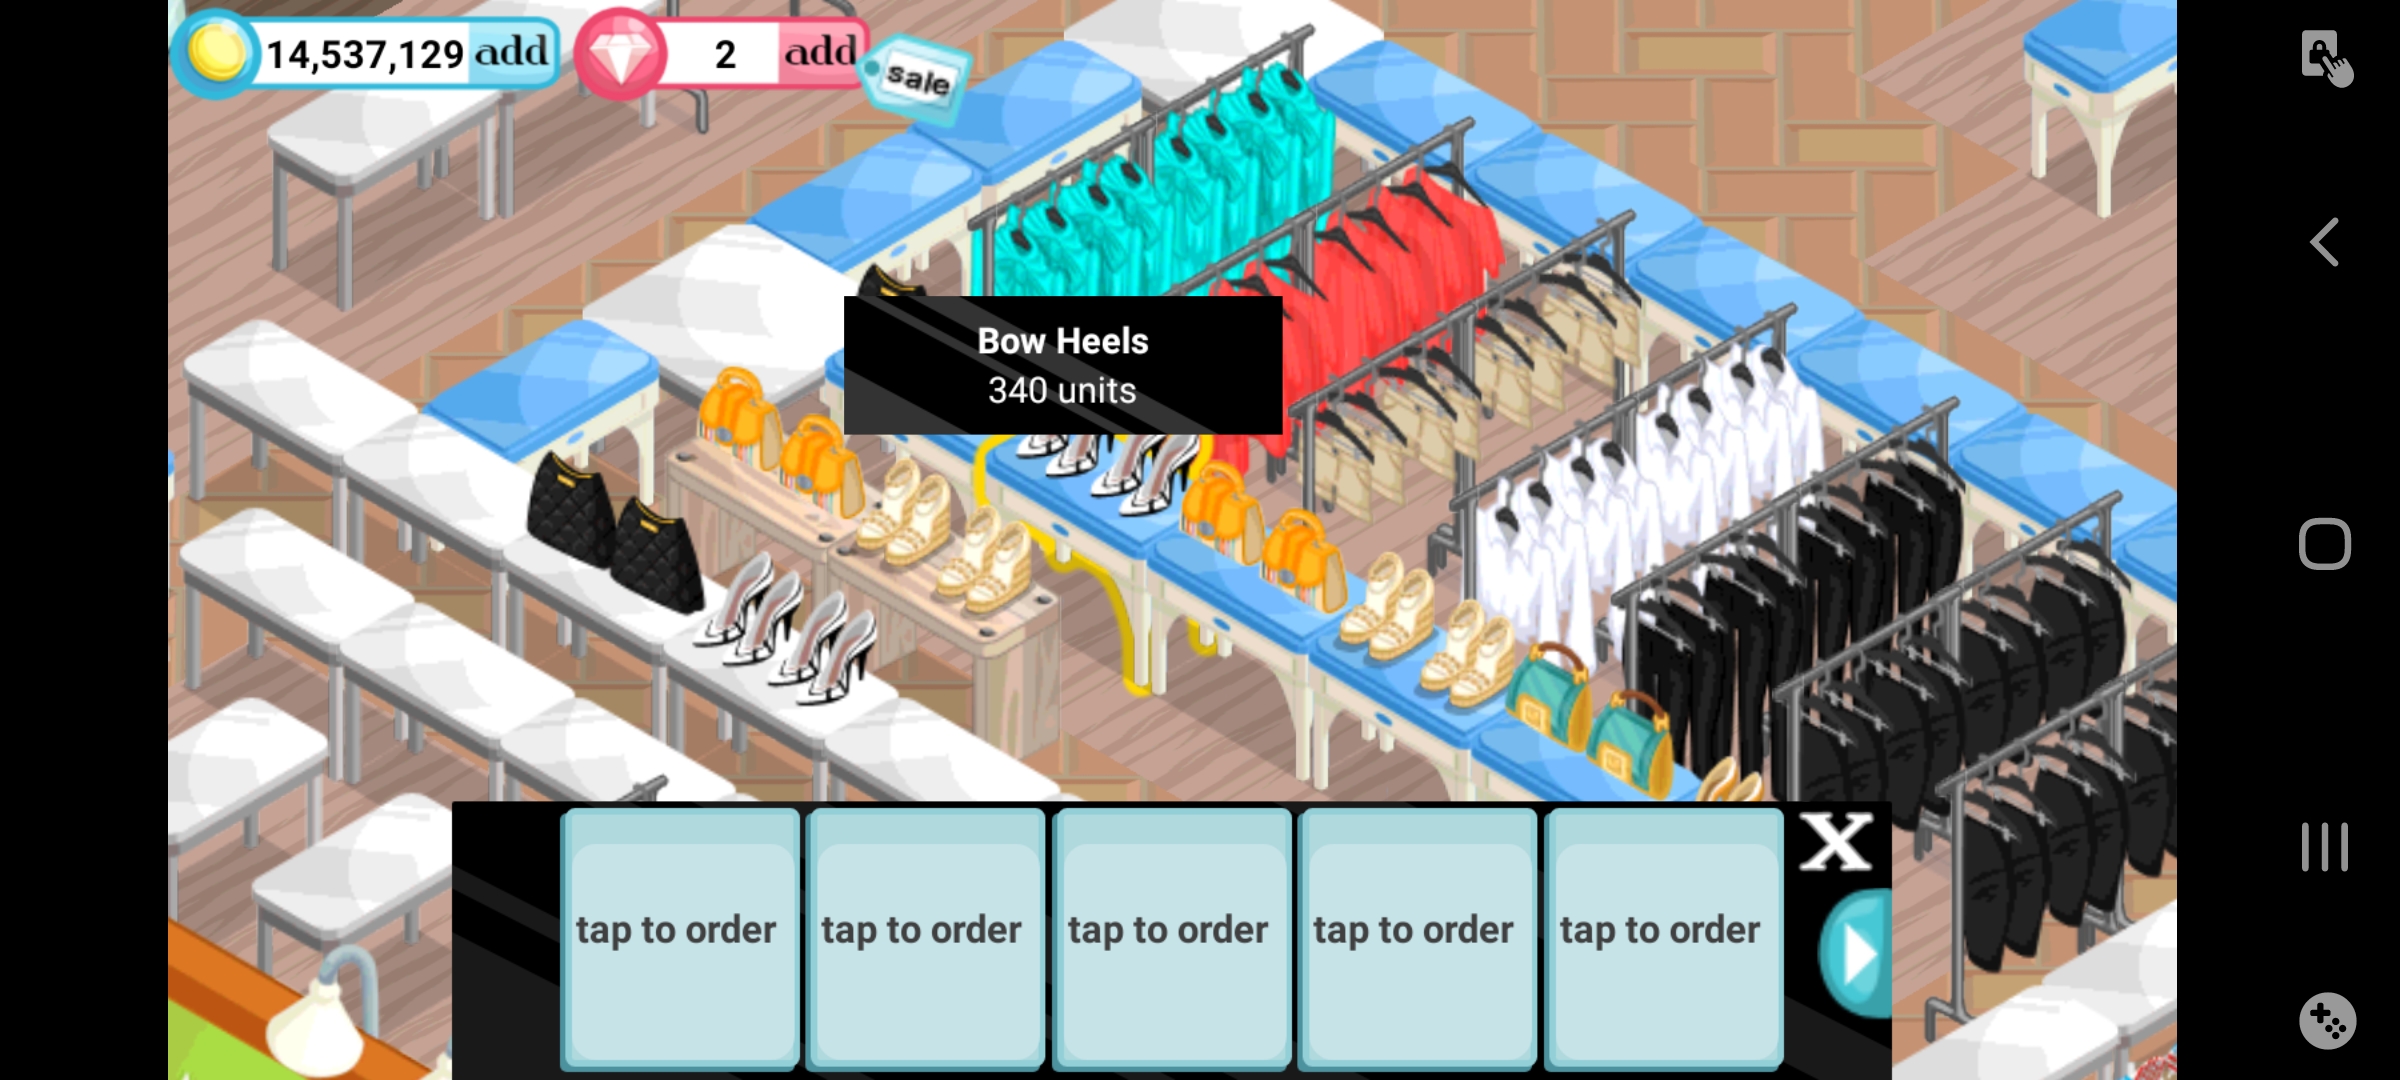 14,537,129 add
2 add
sale
Bow Heels
340 units
X
tap to order
tap to order
tap to order
tap to order
tap to order